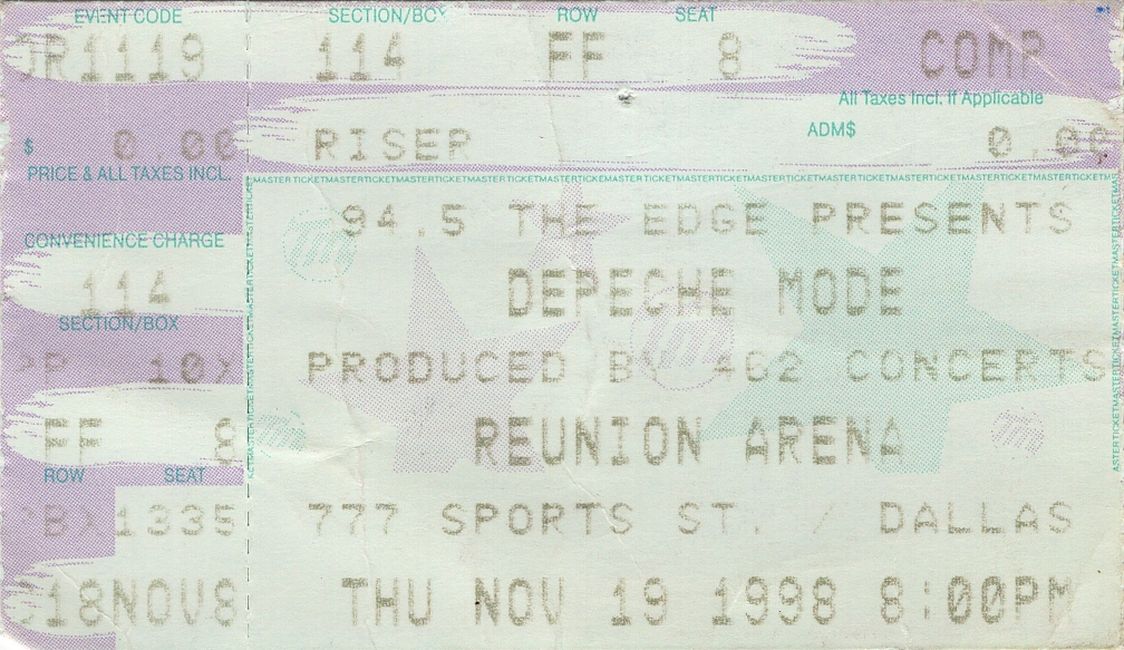 EVENT CODE SECTION/BOX ROW SEAT
OR1119 114 FF 8 COMP
All Taxes Incl. If Applicable
$ 0.00 RISER ADM$ 0.00
PRICE & ALL TAXES INCL.
94.5 THE EDGE PRESENTS
CONVENIENCE CHARGE
DEPECHE MODE
114
SECTION/BOX
PRODUCED BY 462 CONCERTS
FF 8
ROW SEAT
REUNION ARENA
1335
777 SPORTS ST. / DALLAS
18NOV8
THU NOV 19 1998 8:00PM